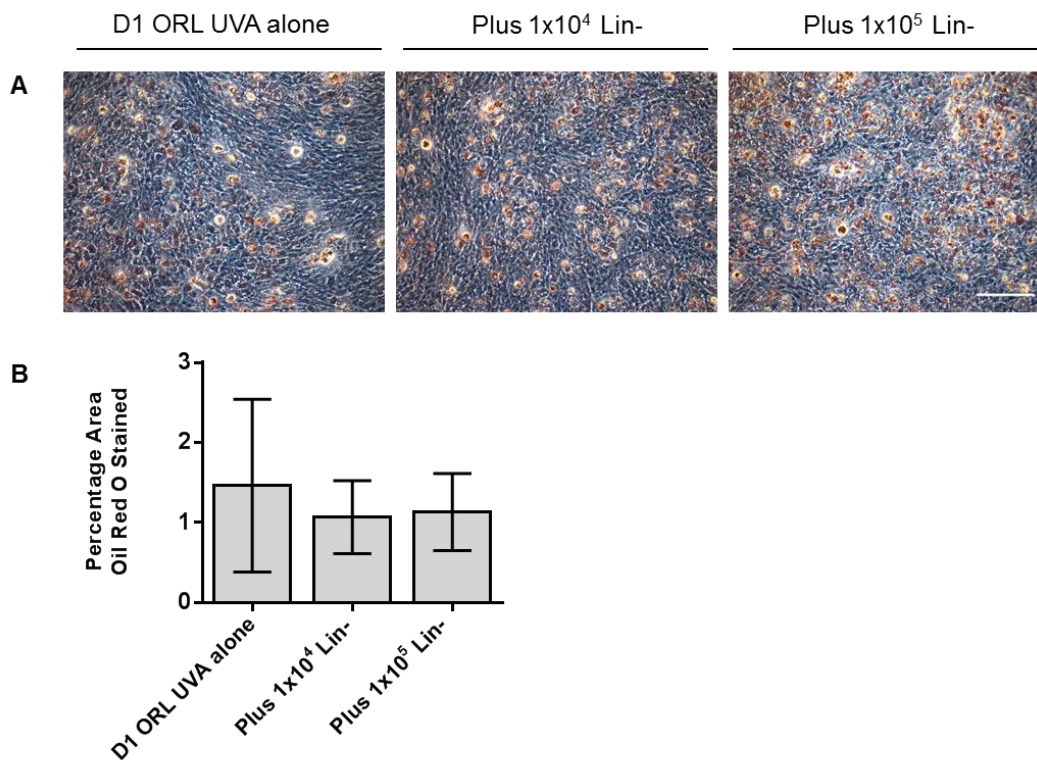 D1 ORL UVA alone
Plus 1x10⁴ Lin-
Plus 1x10⁵ Lin-
A
B
Percentage Area
Oil Red O Stained
3
2
1
0
D1 ORL UVA alone
Plus 1x10⁴ Lin-
Plus 1x10⁵ Lin-